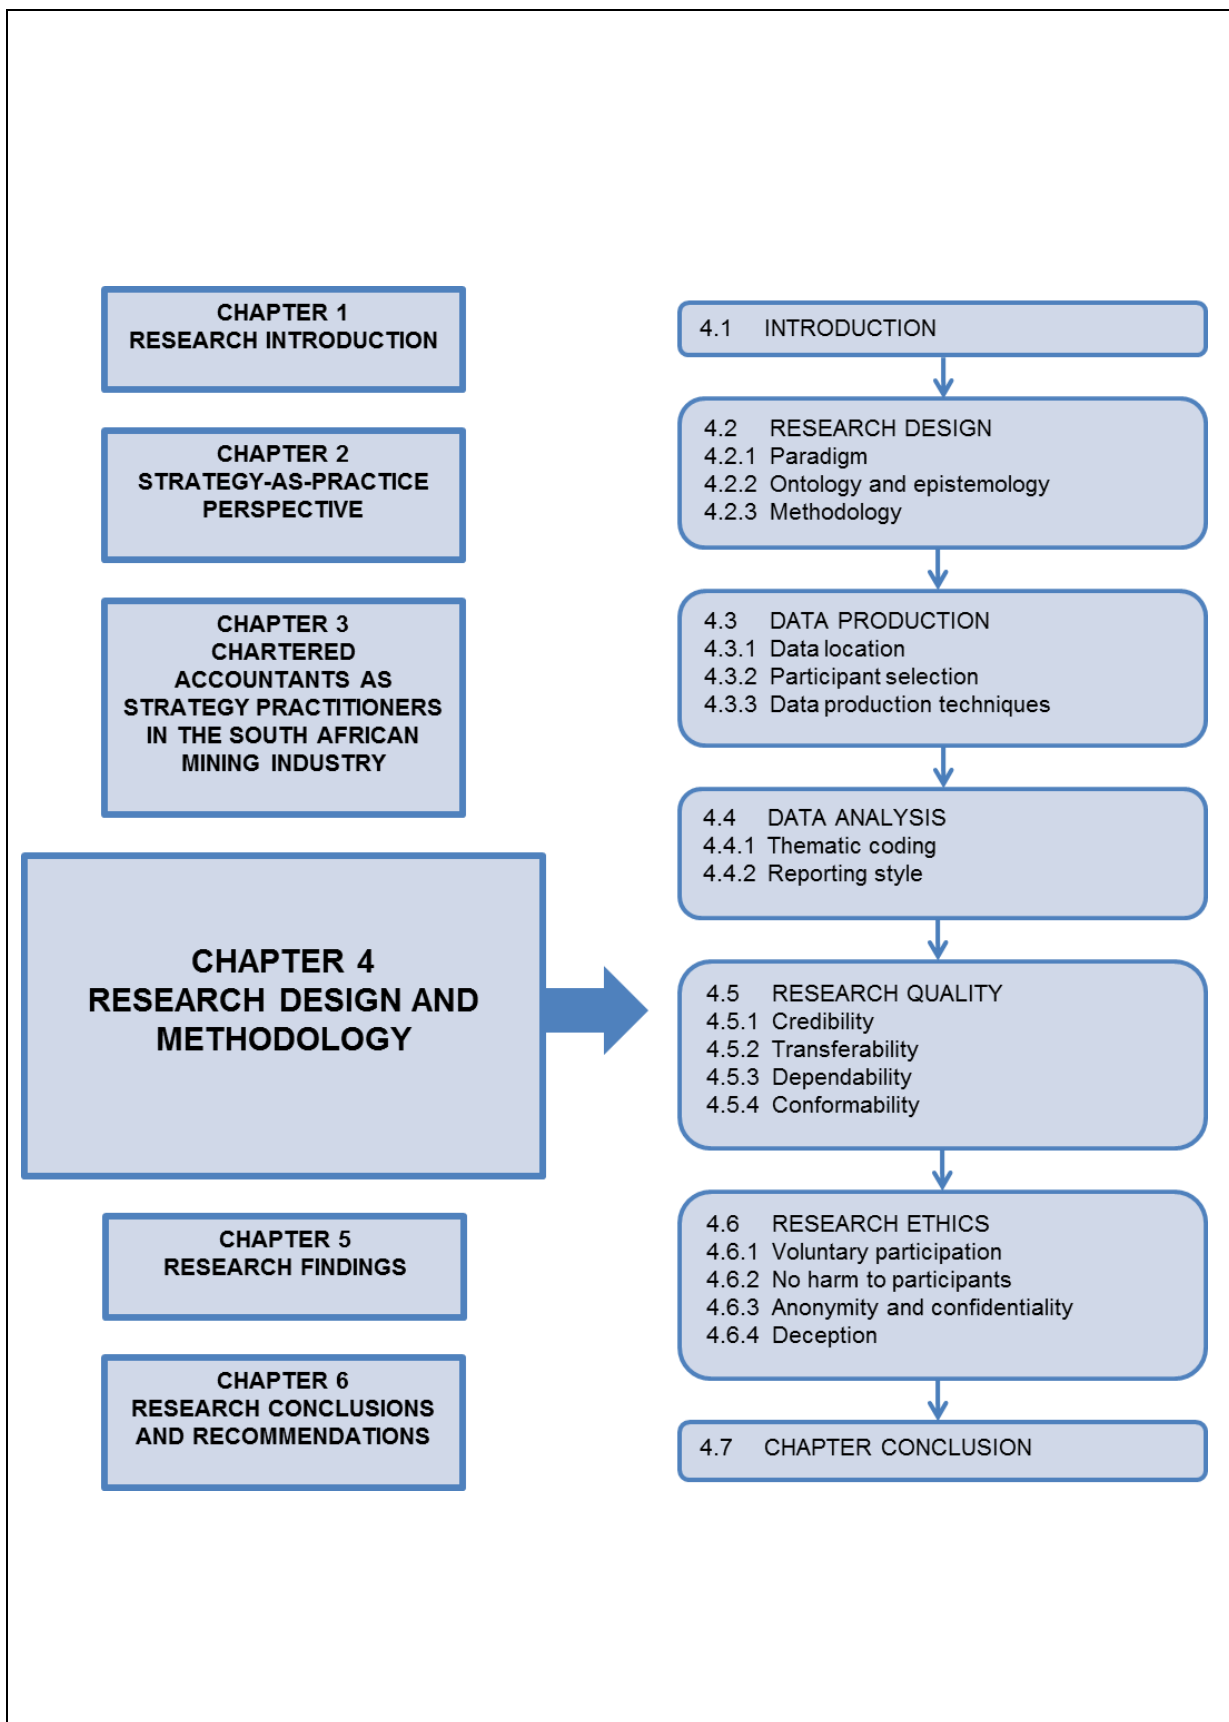 CHAPTER 1
RESEARCH INTRODUCTION
CHAPTER 2
STRATEGY-AS-PRACTICE
PERSPECTIVE
CHAPTER 3
CHARTERED
ACCOUNTANTS AS
STRATEGY PRACTITIONERS
IN THE SOUTH AFRICAN
MINING INDUSTRY
CHAPTER 4
RESEARCH DESIGN AND
METHODOLOGY
CHAPTER 5
RESEARCH FINDINGS
CHAPTER 6
RESEARCH CONCLUSIONS
AND RECOMMENDATIONS
4.1 INTRODUCTION
4.2 RESEARCH DESIGN
4.2.1 Paradigm
4.2.2 Ontology and epistemology
4.2.3 Methodology
4.3 DATA PRODUCTION
4.3.1 Data location
4.3.2 Participant selection
4.3.3 Data production techniques
4.4 DATA ANALYSIS
4.4.1 Thematic coding
4.4.2 Reporting style
4.5 RESEARCH QUALITY
4.5.1 Credibility
4.5.2 Transferability
4.5.3 Dependability
4.5.4 Conformability
4.6 RESEARCH ETHICS
4.6.1 Voluntary participation
4.6.2 No harm to participants
4.6.3 Anonymity and confidentiality
4.6.4 Deception
4.7 CHAPTER CONCLUSION